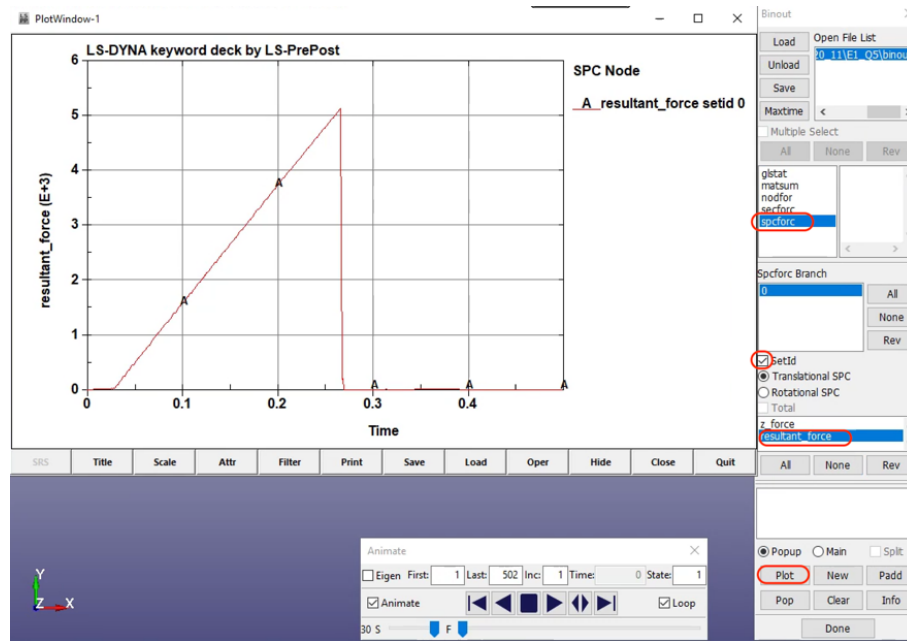 PlotWindow-1
LS-DYNA keyword deck by LS-PrePost
SPC Node
A resultant_force setid 0
resultant_force (E+3)
6
5
4
3
2
1
0
A
A
A
A
A
0
0.1
0.2
0.3
0.4
Time
SRS Title Scale Attr Filter Print Save Load Oper Hide Close Quit
Y
Z X
Animate
Eigen First: 1 Last: 502 Inc: 1 Time: 0 State: 1
Animate Loop
30 S F
Binout
Load Open File List
20_11\E1_Q5\binou
Unload
Save
Maxtime
Multiple Select
All None Rev
glstat
matsum
nodfor
secforc
spcforc
Spcforc Branch
0
All
None
Rev
SetId
Translational SPC
Rotational SPC
Total
z_force
resultant_force
All None Rev
Popup Main Split
Plot New Padd
Pop Clear Info
Done